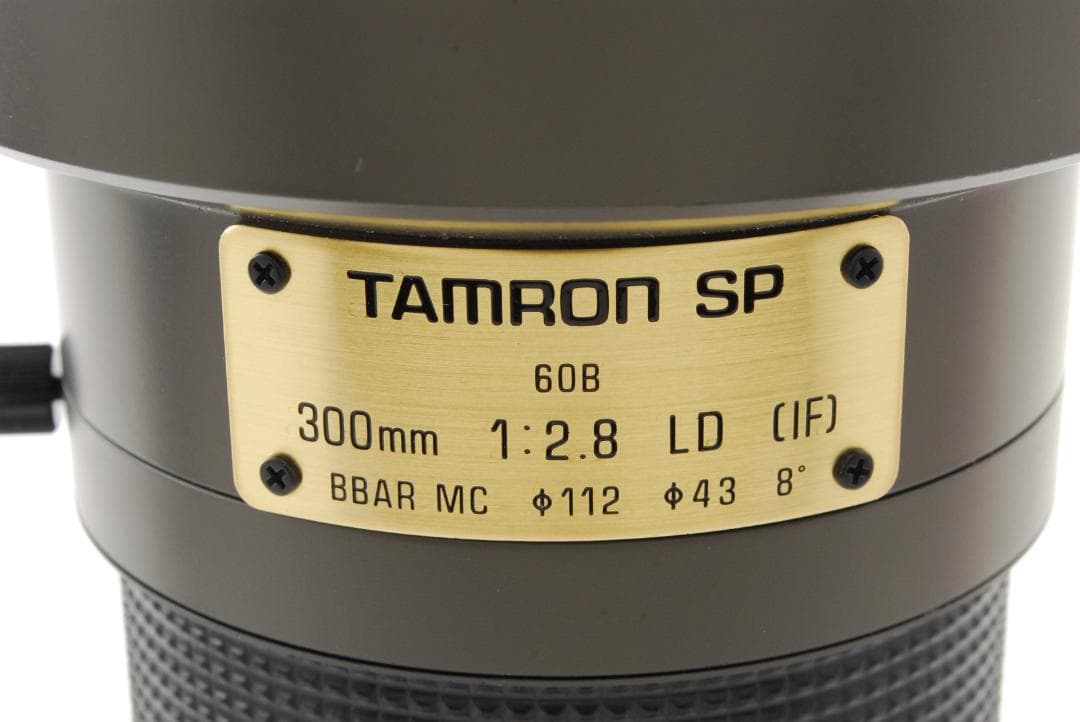 TAMRON SP
60B
300mm 1:2.8 LD (IF)
BBAR MC ϕ112 ϕ43 8°